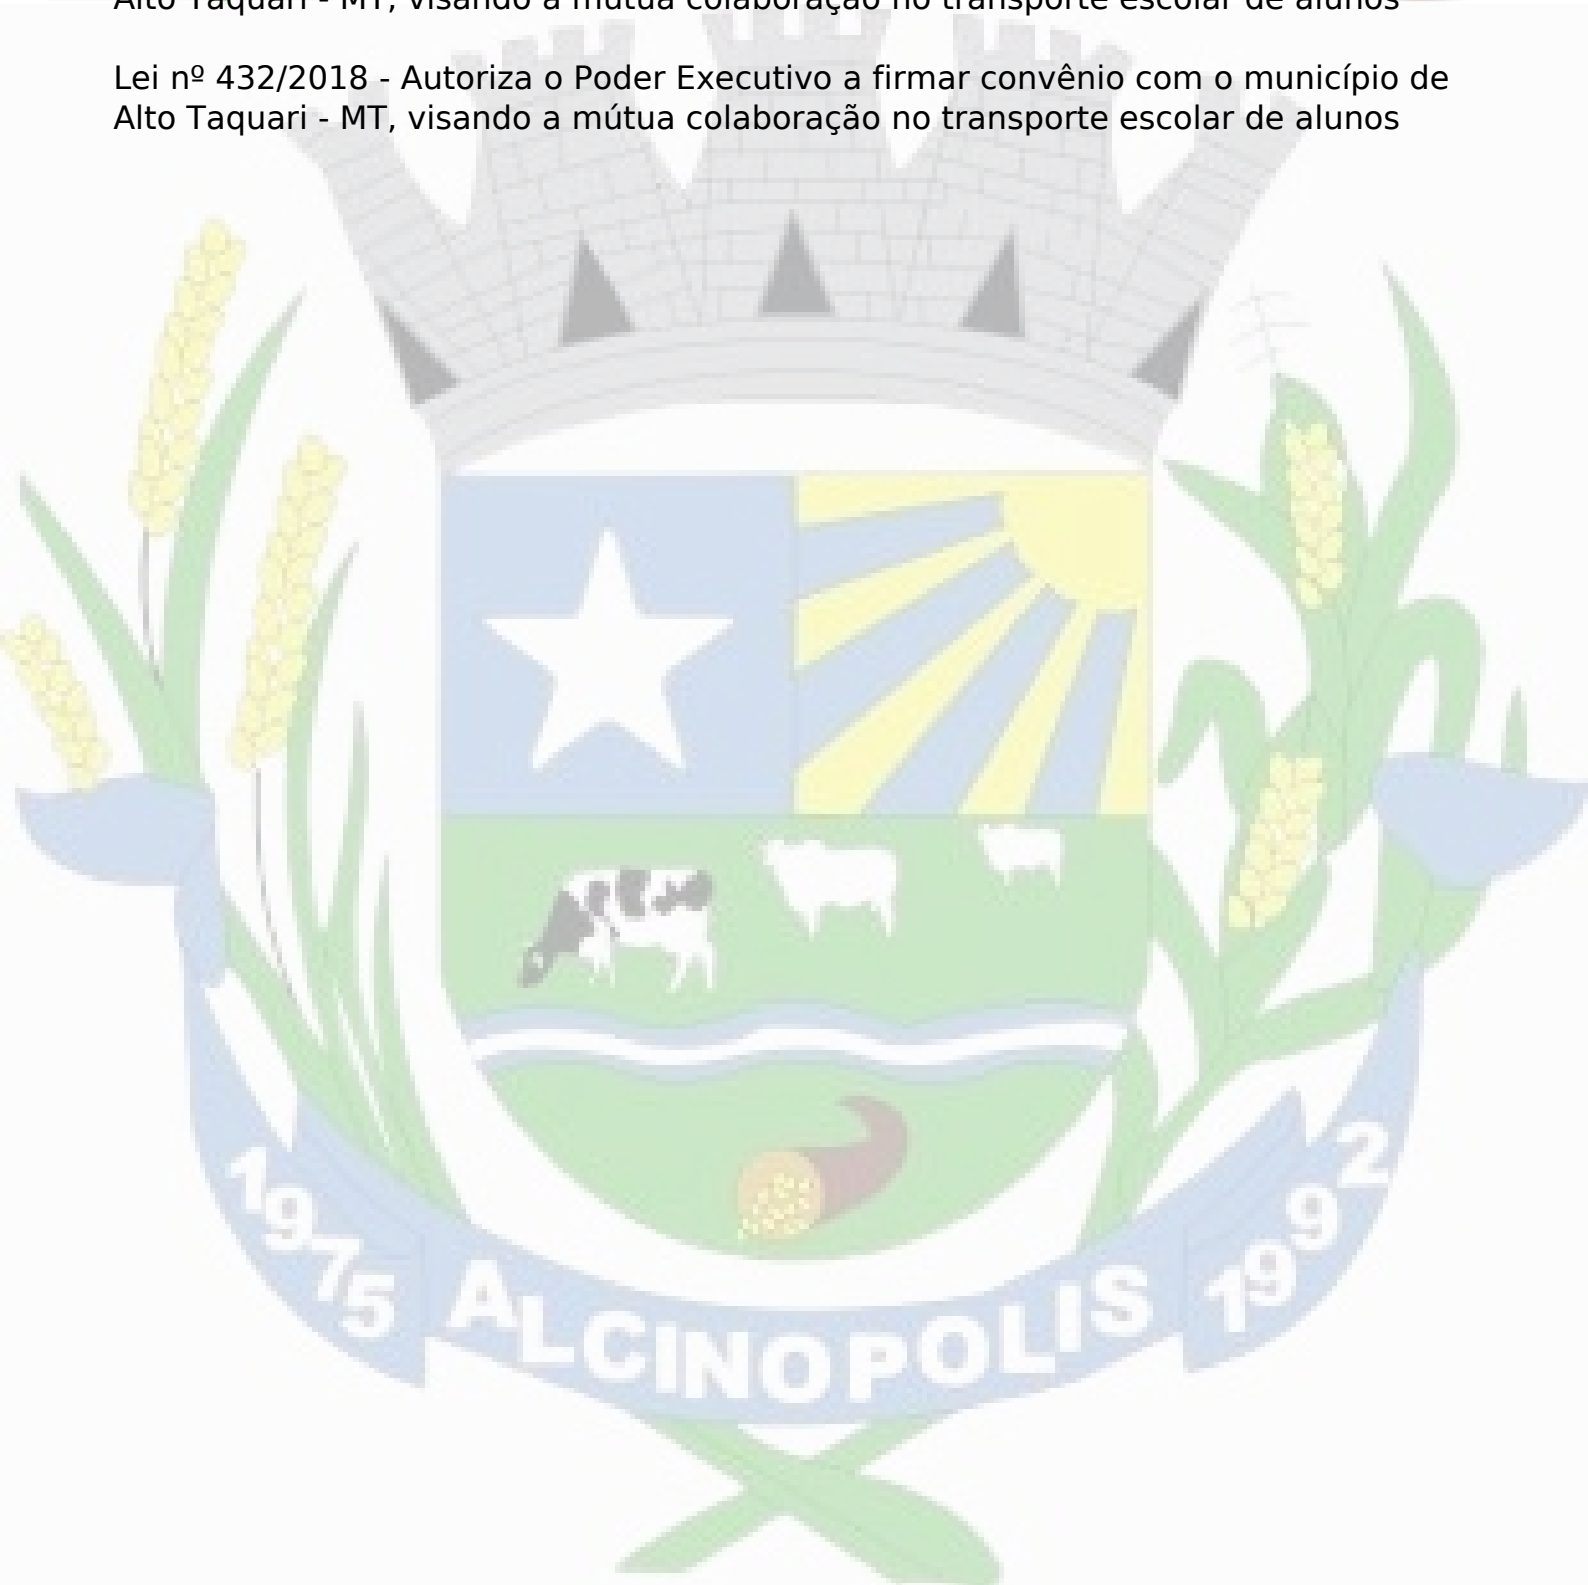 Alto Taquari - MT, visando a mútua colaboração no transporte escolar de alunos
Lei nº 432/2018 - Autoriza o Poder Executivo a firmar convênio com o município de
Alto Taquari - MT, visando a mútua colaboração no transporte escolar de alunos
1975 ALCINOPOLIS 1992